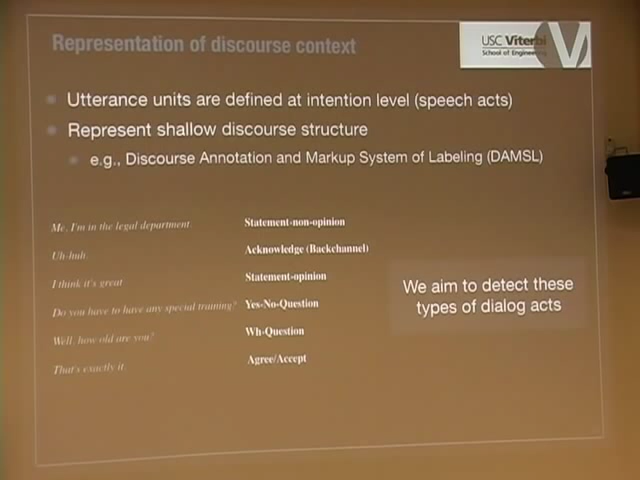 Representation of discourse context
USC Viterbi
School of Engineering
Utterance units are defined at intention level (speech acts)
Represent shallow discourse structure
e.g., Discourse Annotation and Markup System of Labeling (DAMSL)
Me, I'm in the legal department. Statement-non-opinion
Uh-huh. Acknowledge (Backchannel)
I think it's great Statement-opinion
Do you have to have any special training? Yes-No-Question
Well, how old are you? Wh-Question
That's exactly it. Agree/Accept
We aim to detect these
types of dialog acts